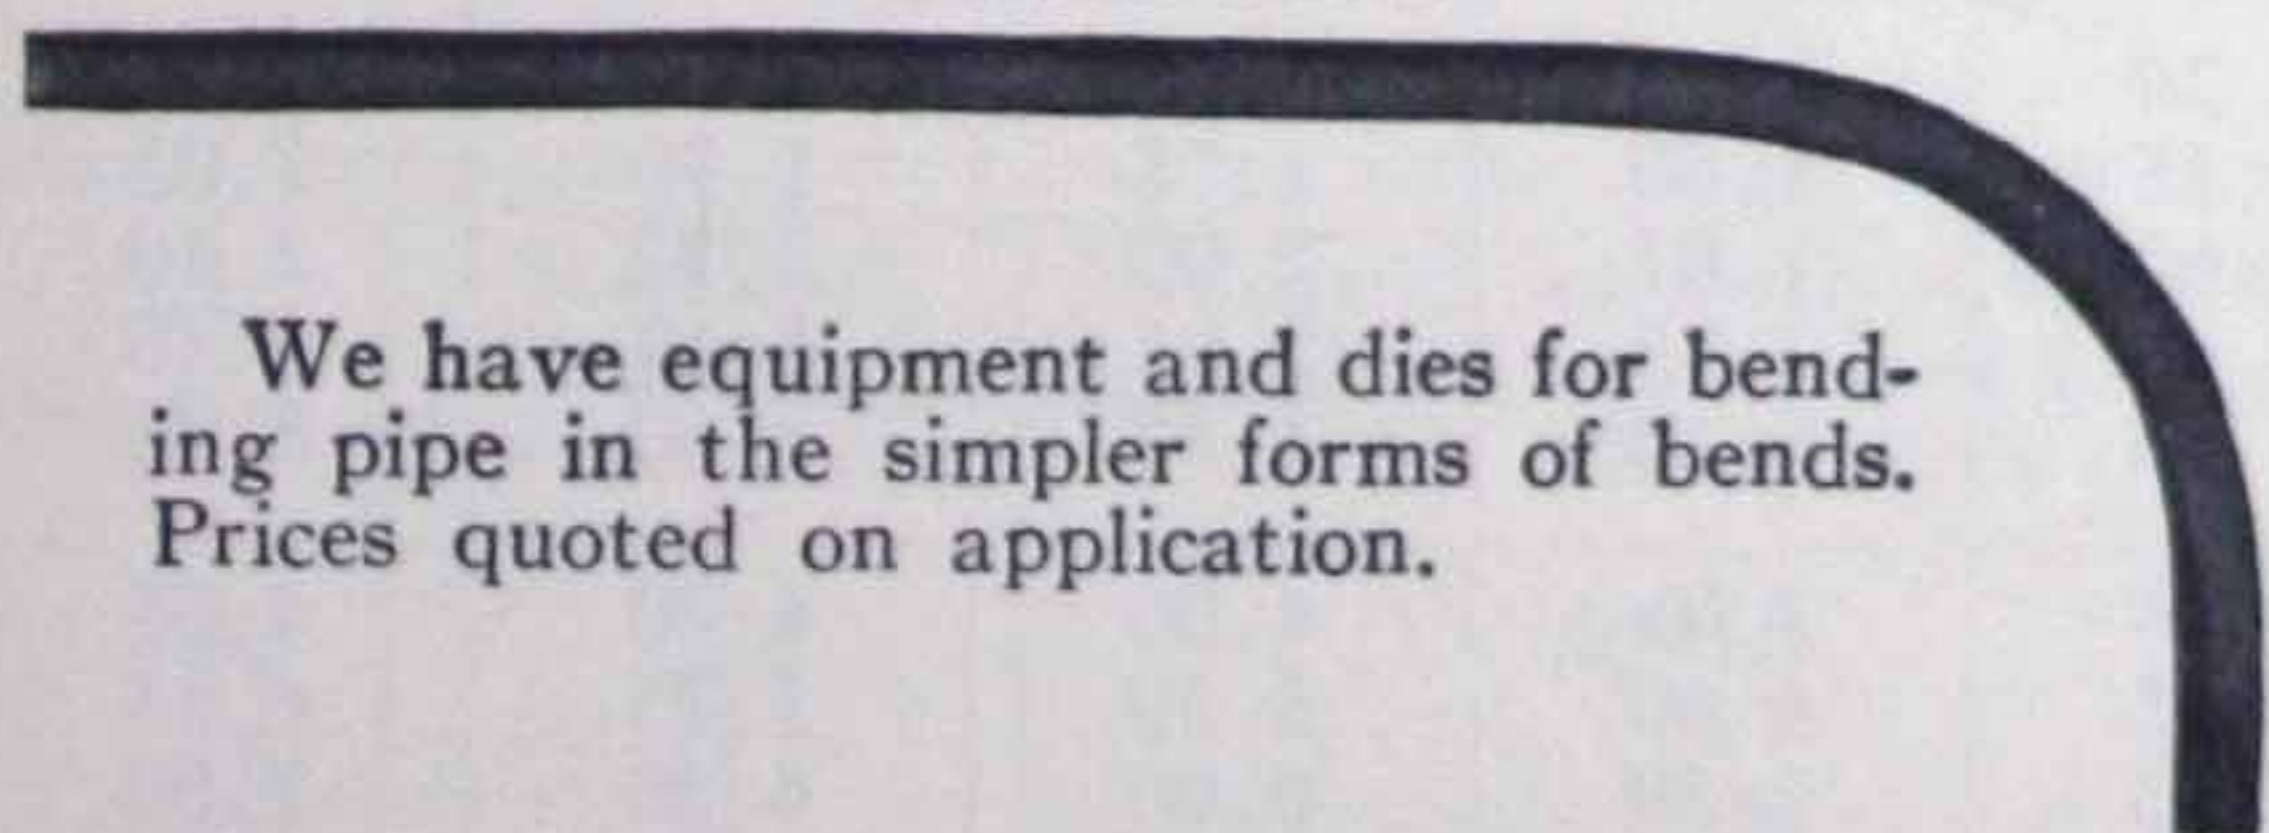 We have equipment and dies for bend-
ing pipe in the simpler forms of bends.
Prices quoted on application.